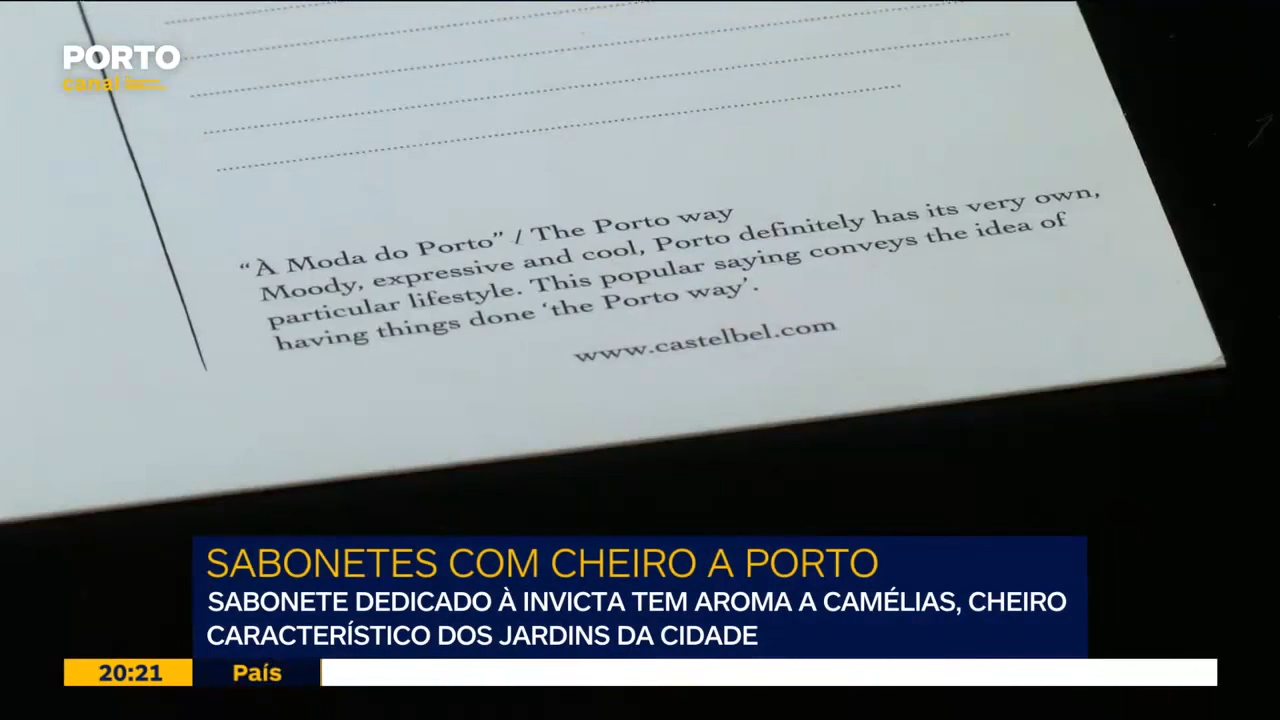 PORTO
canal
“À Moda do Porto” / The Porto way
Moody, expressive and cool, Porto definitely has its very own,
particular lifestyle. This popular saying conveys the idea of
having things done ‘the Porto way’.
www.castelbel.com
SABONETES COM CHEIRO A PORTO
SABONETE DEDICADO À INVICTA TEM AROMA A CAMÉLIAS, CHEIRO
CARACTERÍSTICO DOS JARDINS DA CIDADE
20:21 País